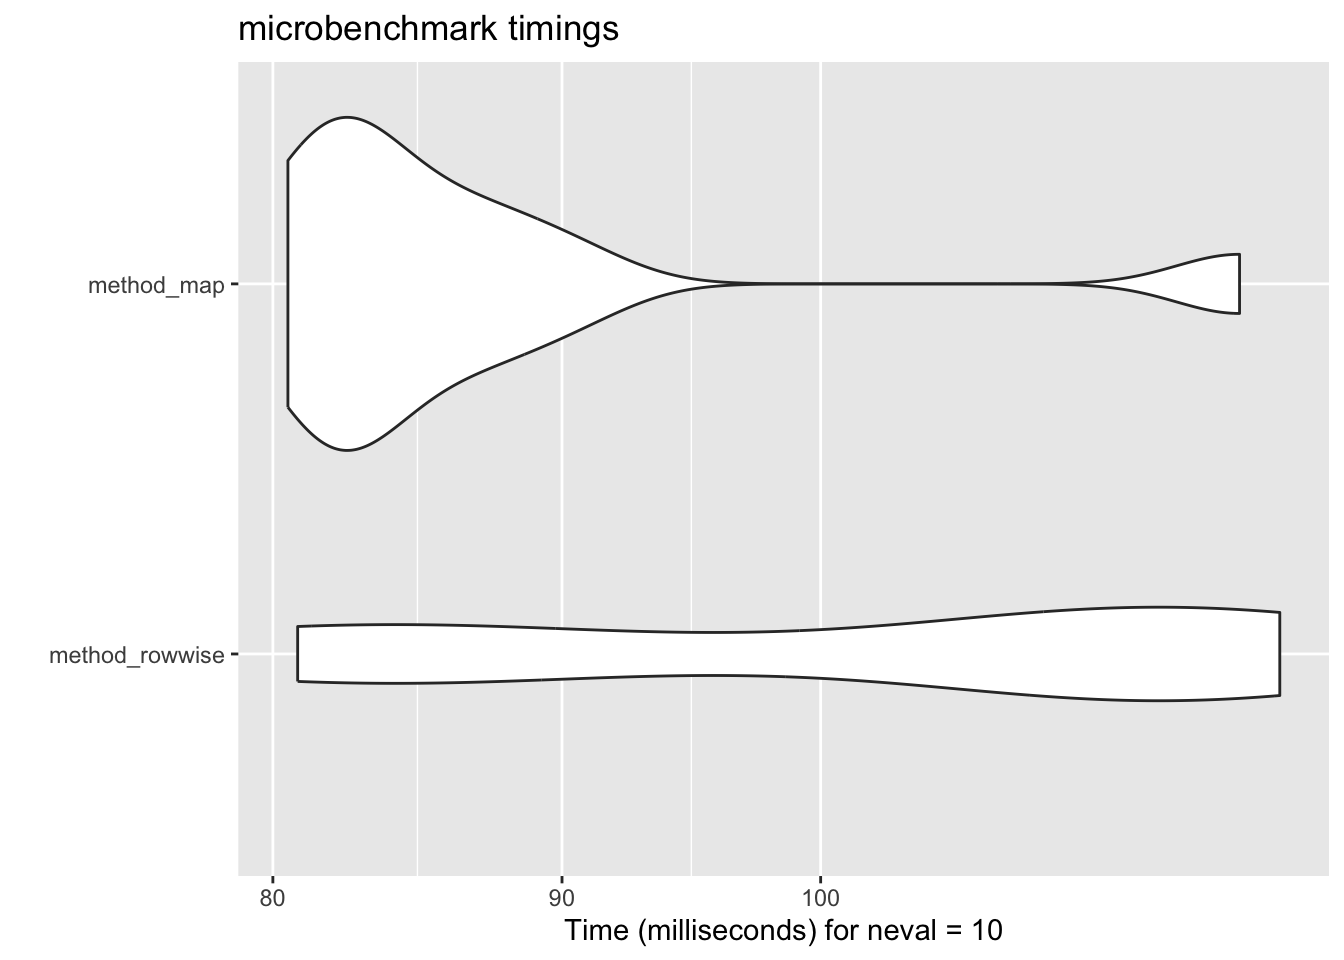 microbenchmark timings
method_map
method_rowwise
80 90 100
Time (milliseconds) for neval = 10